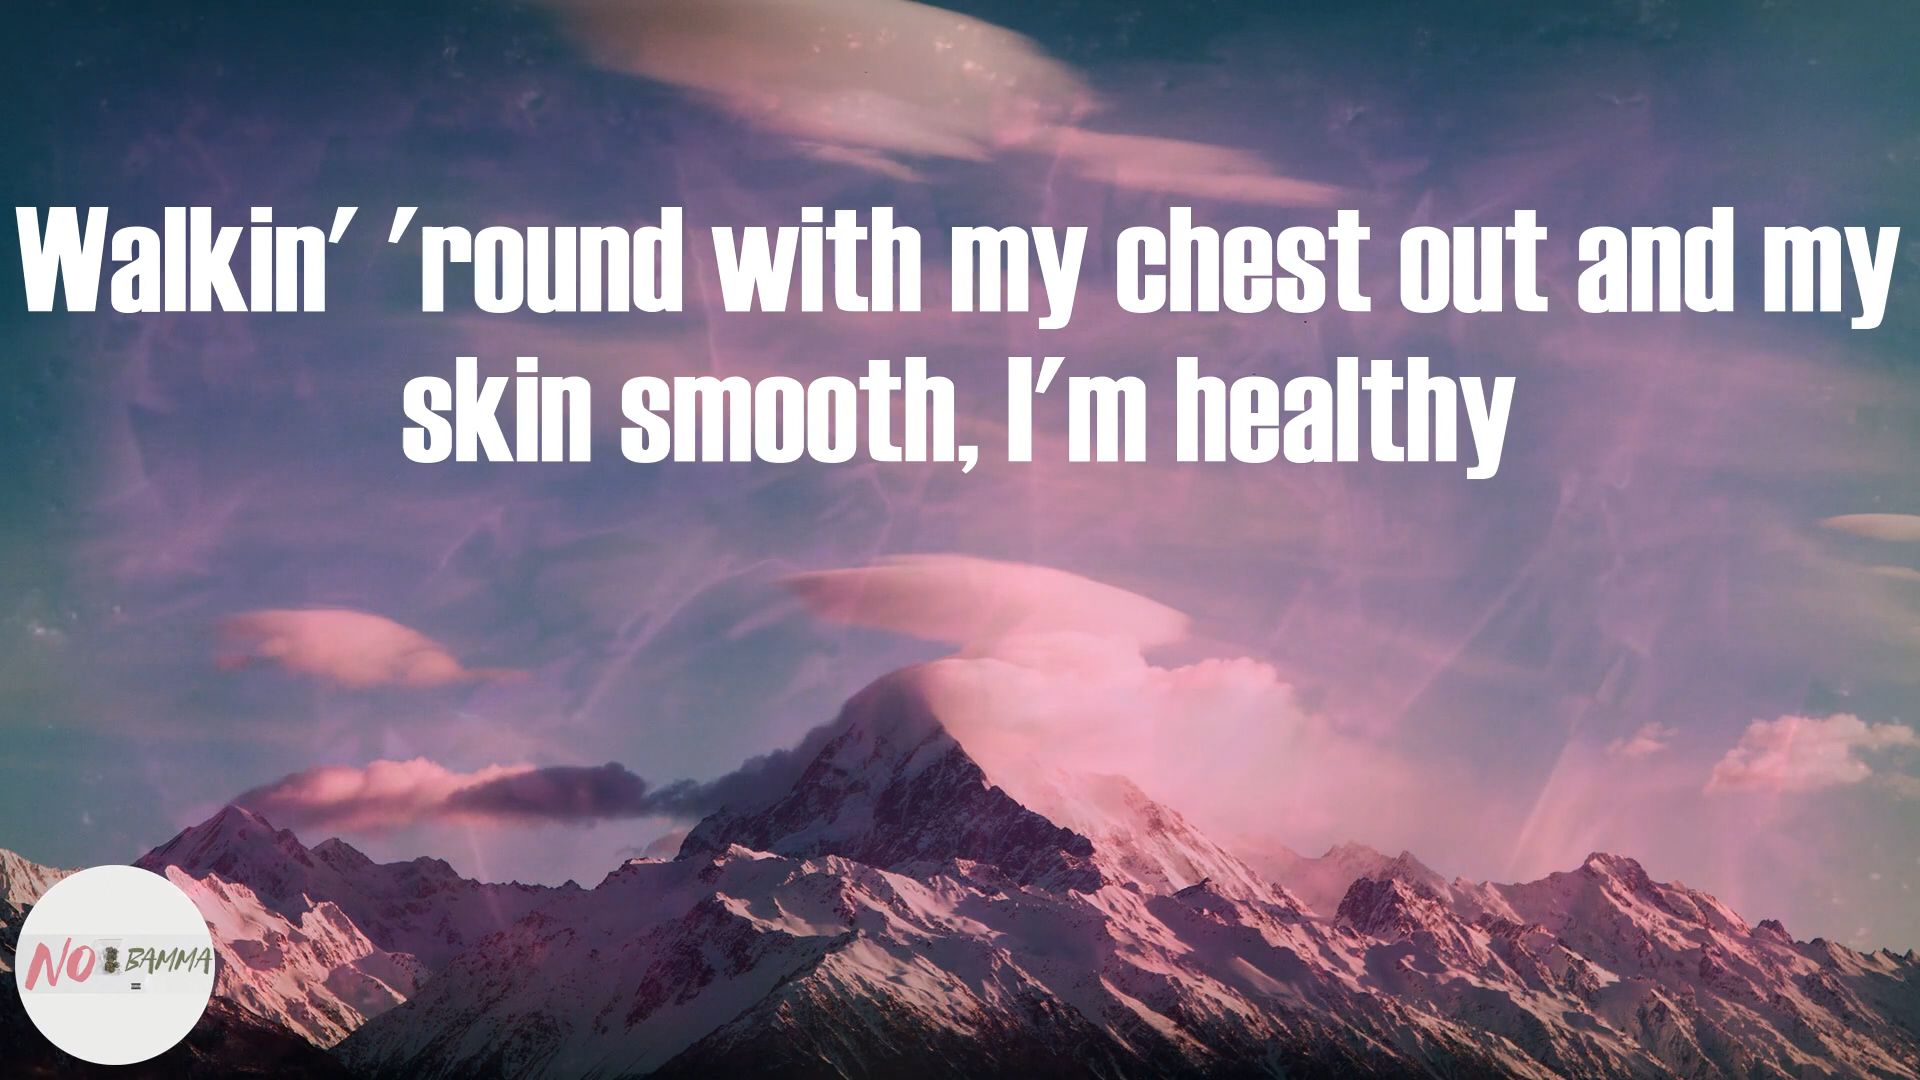 Walkin' 'round with my chest out and my
skin smooth, I'm healthy
NO BAMMA